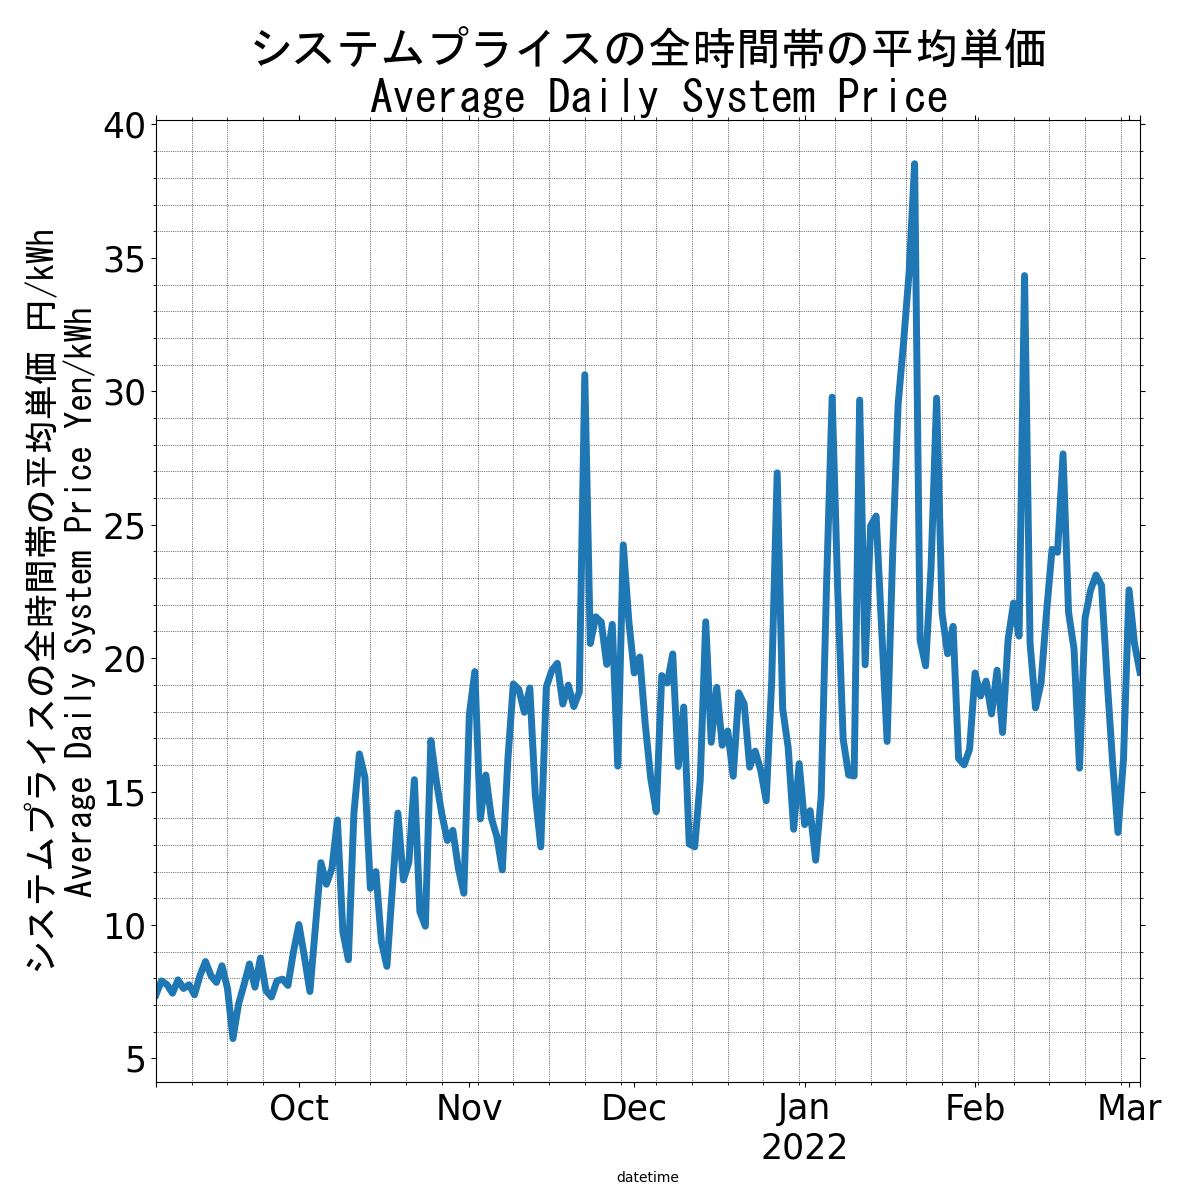 システムプライスの全時間帯の平均単価
Average Daily System Price
システムプライスの全時間帯の平均単価 円/kWh
Average Daily System Price Yen/kWh
40
35
30
25
20
15
10
5
Oct
Nov
Dec
Jan
2022
Feb
Mar
datetime